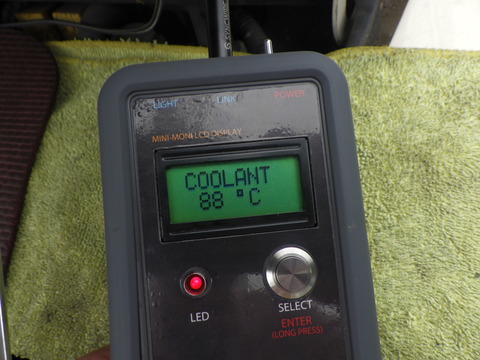 LIGHT LINK POWER
MINI-MONI LCD DISPLAY
COOLANT
88 °C
LED
SELECT
ENTER
(LONG PRESS)